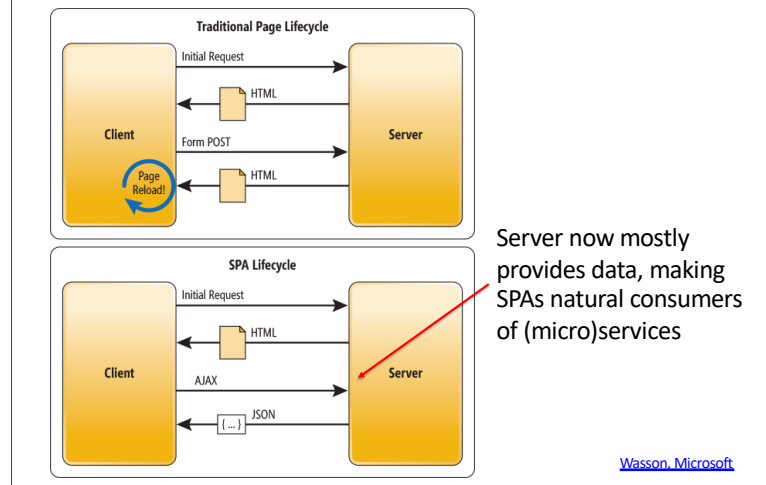 Traditional Page Lifecycle
Initial Request
HTML
Client
Server
Form POST
Page
Reload!
HTML
SPA Lifecycle
Initial Request
HTML
Client
Server
AJAX
JSON
{ ... }
Server now mostly
provides data, making
SPAs natural consumers
of (micro)services
Wasson, Microsoft